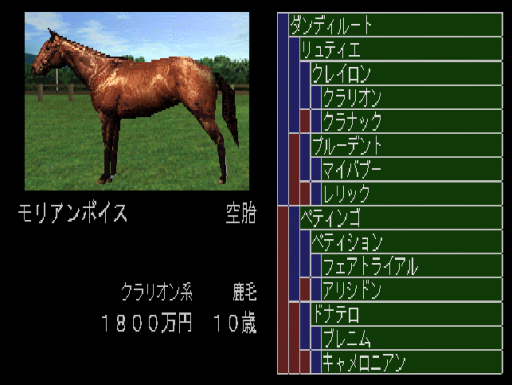 モリアンボイス 空胎
クラリオン系 鹿毛
1800万円 10歳
ダンディルート
リュティエ
クレイロン
クラリオン
クラナック
プルーデント
マイバブー
レリック
ペティンゴ
ペティション
フェアトライアル
アリシドン
ドナテロ
ブレニム
キャメロニアン